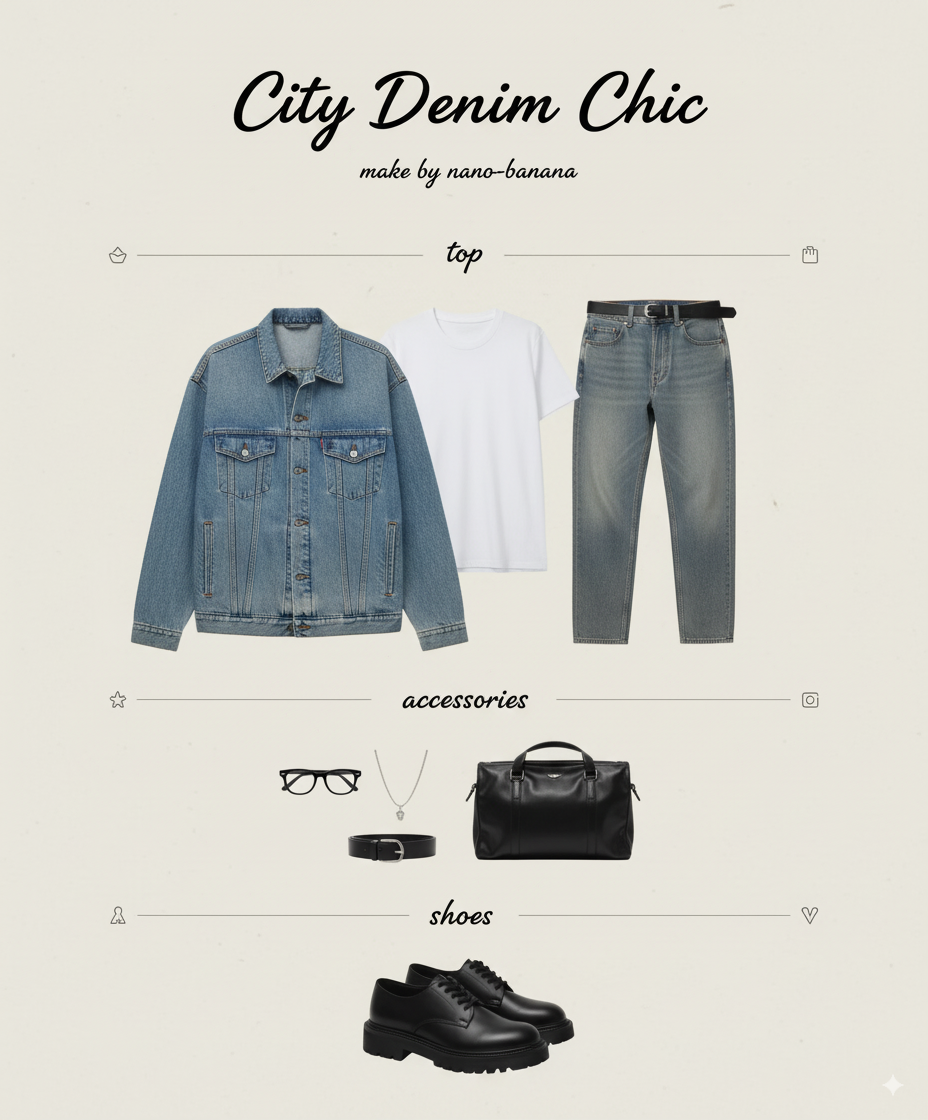 City Denim Chic
make by nano-banana
top
accessories
shoes